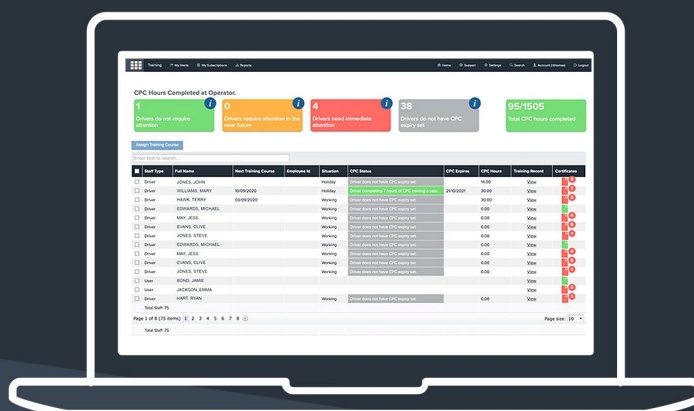 Training My Alerts My Subscriptions Reports Home Support Settings Search Account (Mantas) Logout
CPC Hours Completed at Operator.
1 0 4 38 95/1505
Drivers do not require attention Drivers require attention in the near future Drivers need immediate attention Drivers do not have CPC expiry set Total CPC hours completed
Assign Training Course
Enter text to search...
Staff Type Full Name Next Training Course Employee Id Situation CPC Status CPC Expires CPC Hours Training Record Certificates
Driver JONES, JOHN Holiday Driver does not have CPC expiry set 14.00 View
Driver WILLIAMS, MARY 10/09/2020 Holiday Driver completing 7 hours of CPC training a year 21/10/2021 30.00 View
Driver HAWK, TERRY 03/09/2020 Working Driver does not have CPC expiry set 30.00 View
Driver EDWARDS, MICHAEL Working Driver does not have CPC expiry set 0.00 View
Driver MAY, JESS Working Driver does not have CPC expiry set 0.00 View
Driver EVANS, CLIVE Working Driver does not have CPC expiry set 0.00 View
Driver JONES, STEVE Working Driver does not have CPC expiry set 0.00 View
Driver EDWARDS, MICHAEL Working Driver does not have CPC expiry set 0.00 View
Driver MAY, JESS Working Driver does not have CPC expiry set 0.00 View
Driver EVANS, CLIVE Working Driver does not have CPC expiry set 0.00 View
Driver JONES, STEVE Working Driver does not have CPC expiry set 0.00 View
User BOND, JAMIE View
User JACKSON, EMMA View
Driver HART, RYAN Working Driver does not have CPC expiry set 0.00 View
Total Staff: 75
Page 1 of 8 (75 items) 1 2 3 4 5 6 7 8 Page size: 10
Total Staff: 75